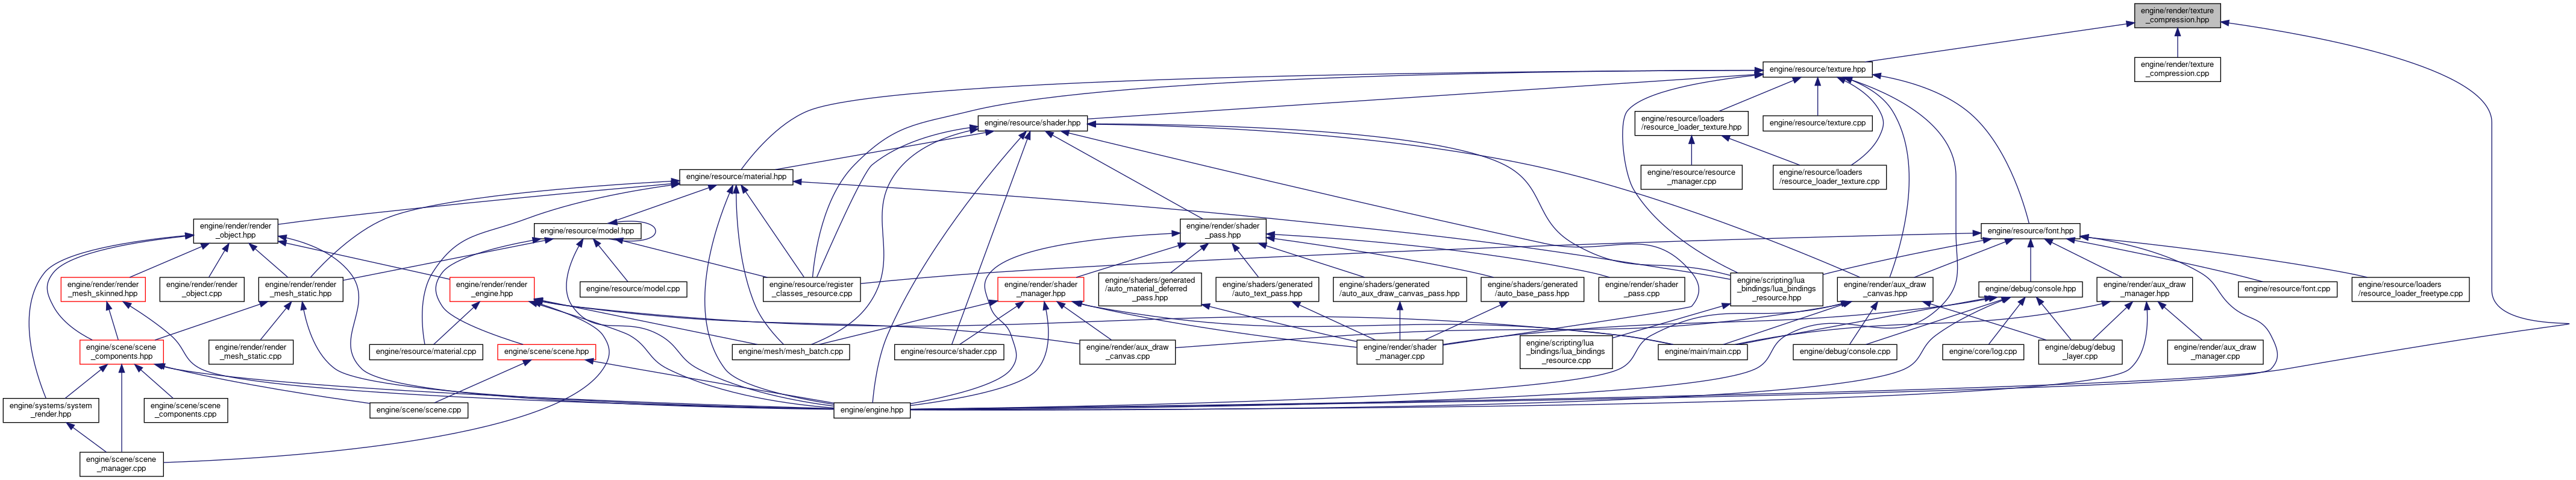 engine/render/texture
_compression.hpp
engine/resource/texture.hpp
engine/render/texture
_compression.cpp
engine/resource/shader.hpp
engine/resource/loaders
/resource_loader_texture.hpp
engine/resource/texture.cpp
engine/resource/material.hpp
engine/resource/resource
_manager.cpp
engine/resource/loaders
/resource_loader_texture.cpp
engine/render/render
_object.hpp
engine/resource/model.hpp
engine/render/shader
_pass.hpp
engine/resource/font.hpp
engine/render/render
_mesh_skinned.hpp
engine/render/render
_object.cpp
engine/render/render
_mesh_static.hpp
engine/render/render
_engine.hpp
engine/resource/model.cpp
engine/resource/register
_classes_resource.cpp
engine/render/shader
_manager.hpp
engine/shaders/generated
/auto_material_deferred
_pass.hpp
engine/shaders/generated
/auto_text_pass.hpp
engine/shaders/generated
/auto_aux_draw_canvas_pass.hpp
engine/shaders/generated
/auto_base_pass.hpp
engine/render/shader
_pass.cpp
engine/scripting/lua
_bindings/lua_bindings
_resource.hpp
engine/render/aux_draw
_canvas.hpp
engine/debug/console.hpp
engine/render/aux_draw
_manager.hpp
engine/resource/font.cpp
engine/resource/loaders
/resource_loader_freetype.cpp
engine/scene/scene
_components.hpp
engine/render/render
_mesh_static.cpp
engine/resource/material.cpp
engine/scene/scene.hpp
engine/mesh/mesh_batch.cpp
engine/resource/shader.cpp
engine/render/aux_draw
_canvas.cpp
engine/render/shader
_manager.cpp
engine/scripting/lua
_bindings/lua_bindings
_resource.cpp
engine/main/main.cpp
engine/debug/console.cpp
engine/core/log.cpp
engine/debug/debug
_layer.cpp
engine/render/aux_draw
_manager.cpp
engine/systems/system
_render.hpp
engine/scene/scene
_components.cpp
engine/scene/scene.cpp
engine/engine.hpp
engine/scene/scene
_manager.cpp